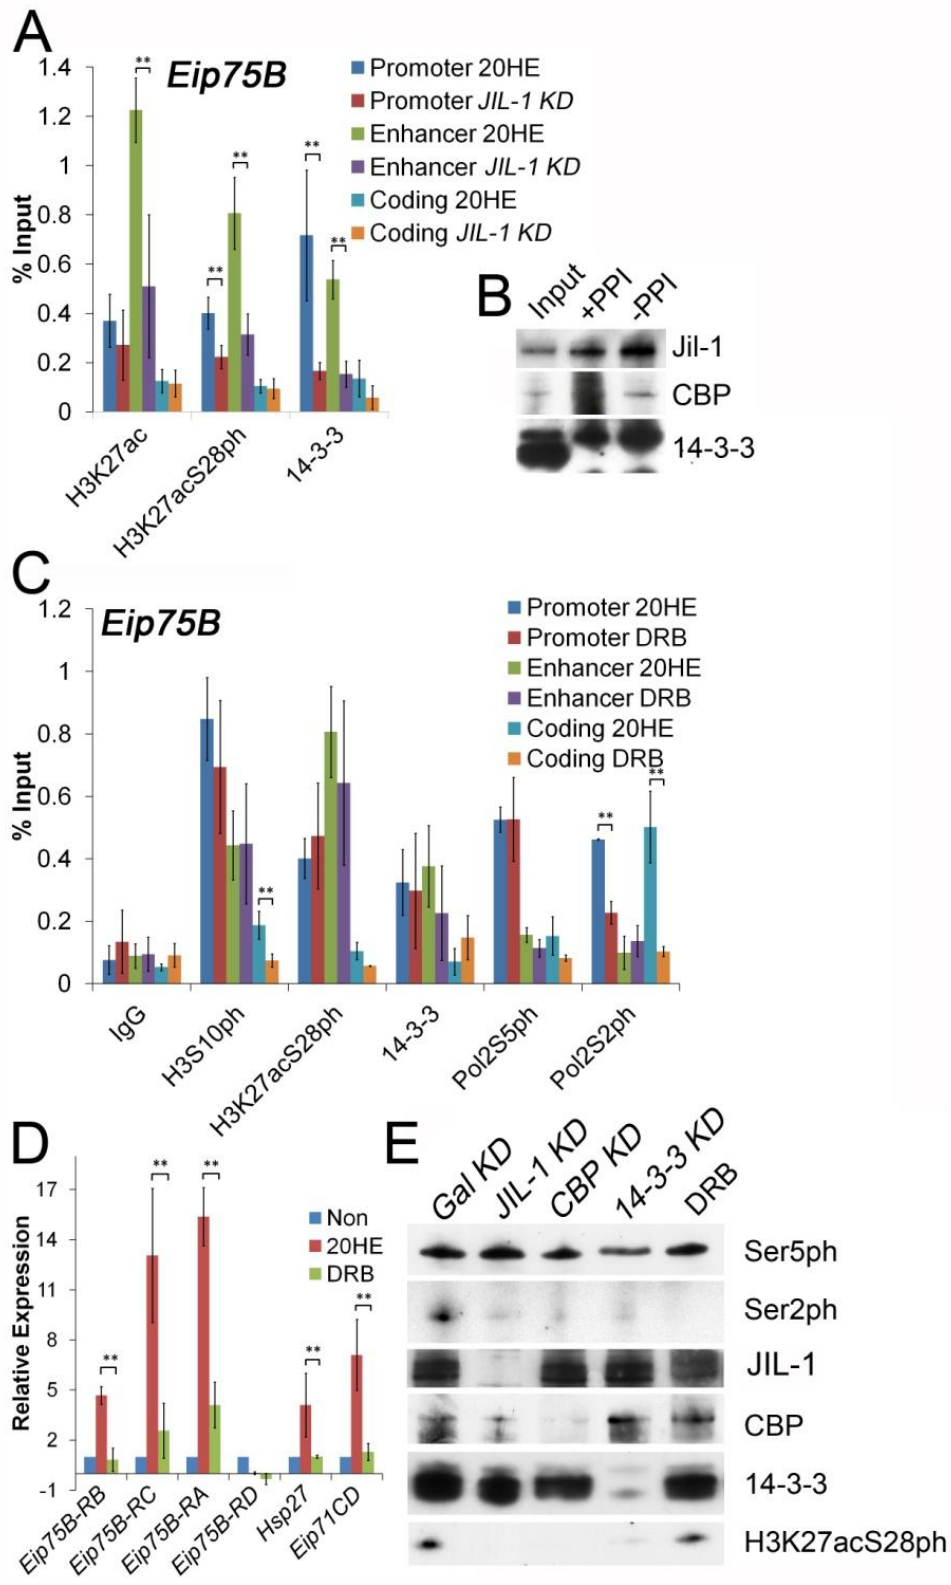 A
Eip75B
**
Promoter 20HE
Promoter JIL-1 KD
Enhancer 20HE
Enhancer JIL-1 KD
Coding 20HE
Coding JIL-1 KD
**
**
**
**
% Input
1.4
1.2
1
0.8
0.6
0.4
0.2
0
H3K27ac
H3K27acS28ph
14-3-3
B
Input
+PPI
-PPI
Jil-1
CBP
14-3-3
C
Eip75B
Promoter 20HE
Promoter DRB
Enhancer 20HE
Enhancer DRB
Coding 20HE
Coding DRB
**
**
**
% Input
1.2
1
0.8
0.6
0.4
0.2
0
IgG
H3S10ph
H3K27acS28ph
14-3-3
Pol2S5ph
Pol2S2ph
D
Relative Expression
17
14
11
8
5
2
-1
**
**
**
**
**
Non
20HE
DRB
Eip75B-RB
Eip75B-RC
Eip75B-RA
Eip75B-RD
Hsp27
Eip71CD
E
Gal KD
JIL-1 KD
CBP KD
14-3-3 KD
DRB
Ser5ph
Ser2ph
JIL-1
CBP
14-3-3
H3K27acS28ph